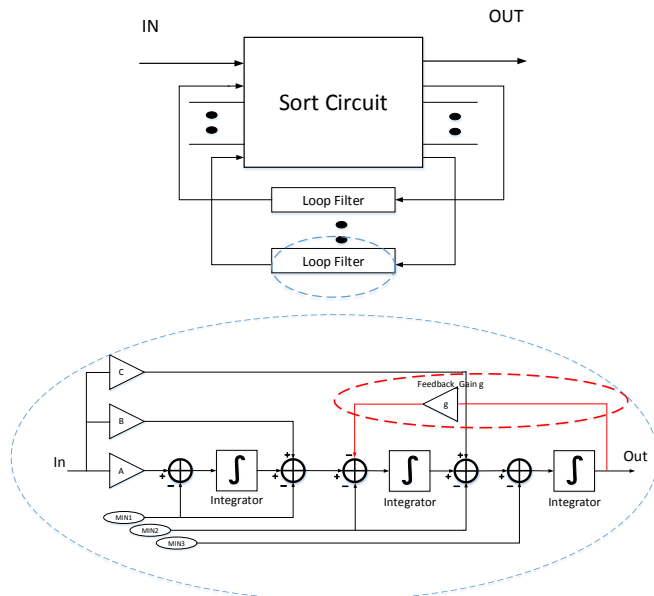 IN
OUT
Sort Circuit
Loop Filter
Loop Filter
C
Feedback Gain g
g
B
In
A
Out
Integrator
Integrator
Integrator
MIN1
MIN2
MIN3